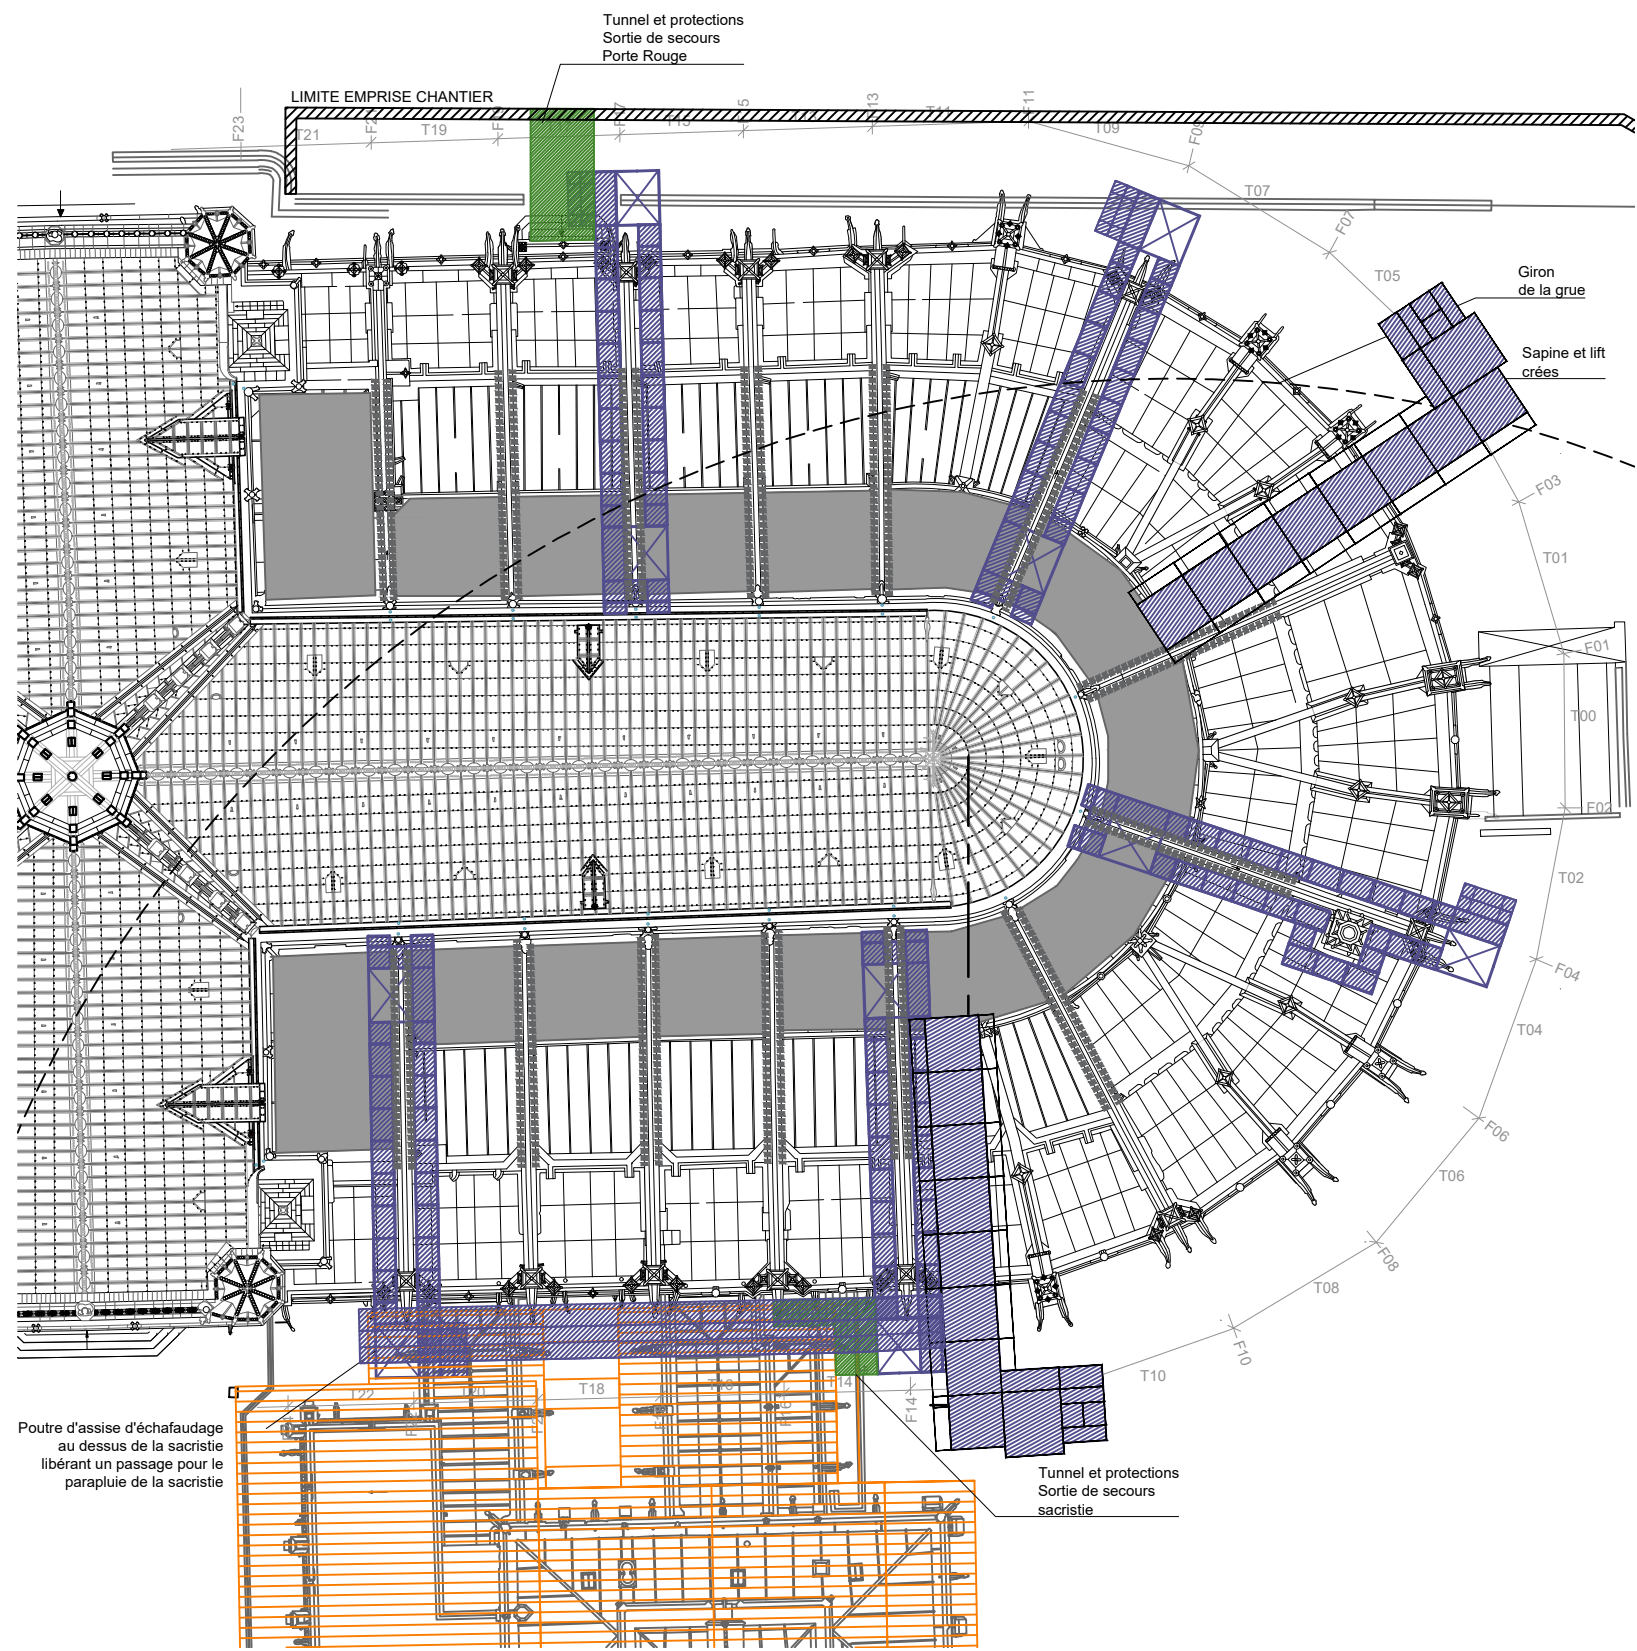 Tunnel et protections
Sortie de secours
Porte Rouge
LIMITE EMPRISE CHANTIER
F23
T21
T19
F11
T09
T07
F07
T05
Giron
de la grue
Sapine et lift
crées
F03
T01
F01
T00
F02
T02
F04
T04
F06
T06
F08
T08
F10
T10
T22
T18
T14
F14
Poutre d'assise d'échafaudage
au dessus de la sacristie
libérant un passage pour le
parapluie de la sacristie
Tunnel et protections
Sortie de secours
sacristie